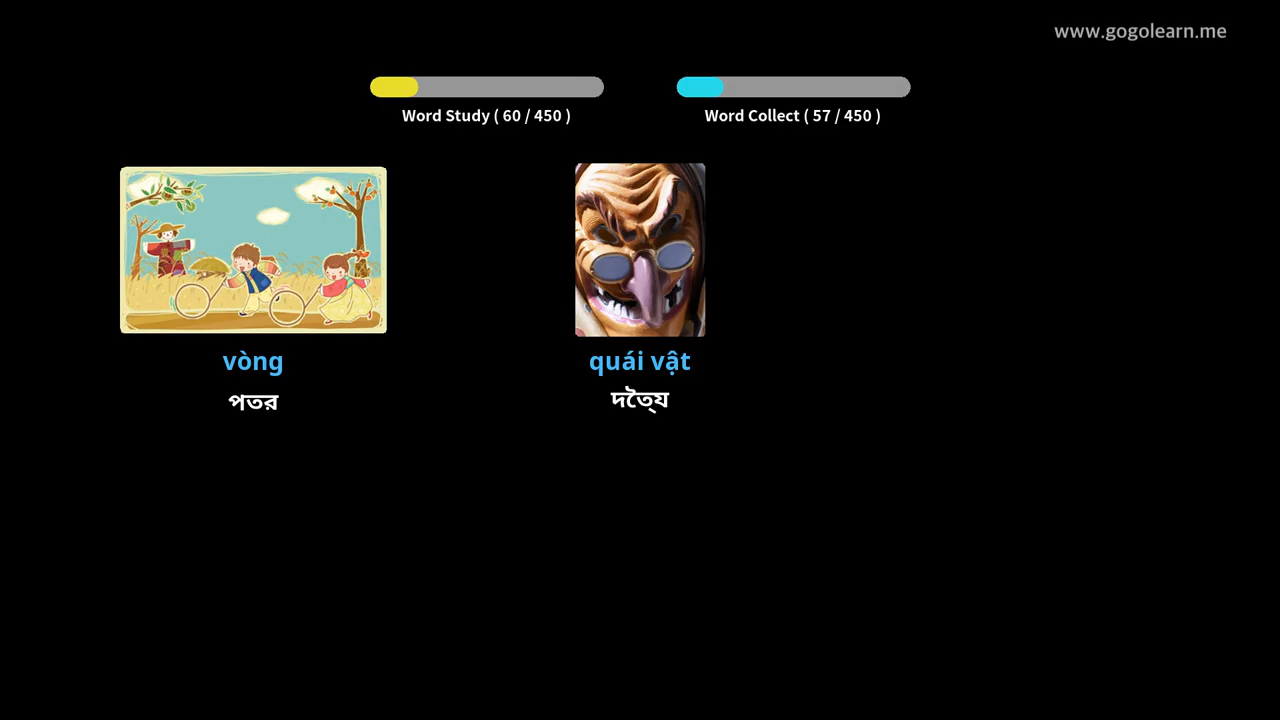 www.gogolearn.me
Word Study ( 60 / 450 )
Word Collect ( 57 / 450 )
vòng
পতর
quái vật
দত্যৈ